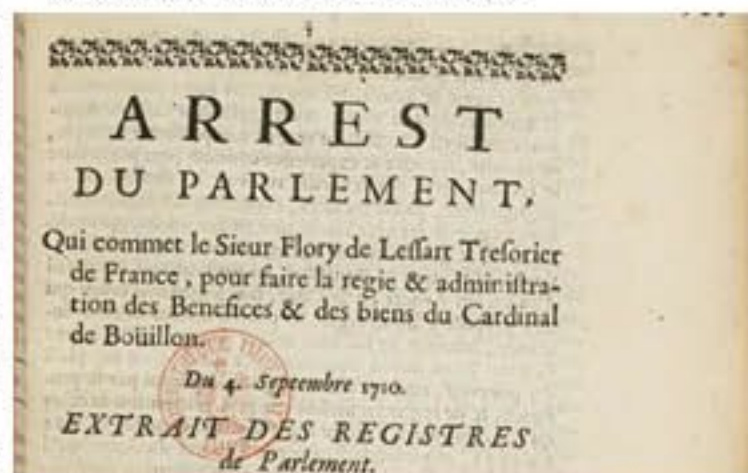 ARREST
DU PARLEMENT,
Qui commet le Sieur Flory de Leſſart Treſorier
de France, pour faire la regie & adminiſtra-
tion des Benefices & des biens du Cardinal
de Boüillon.
Du 4. Septembre 1710.
EXTRAIT DES REGISTRES
de Parlement.